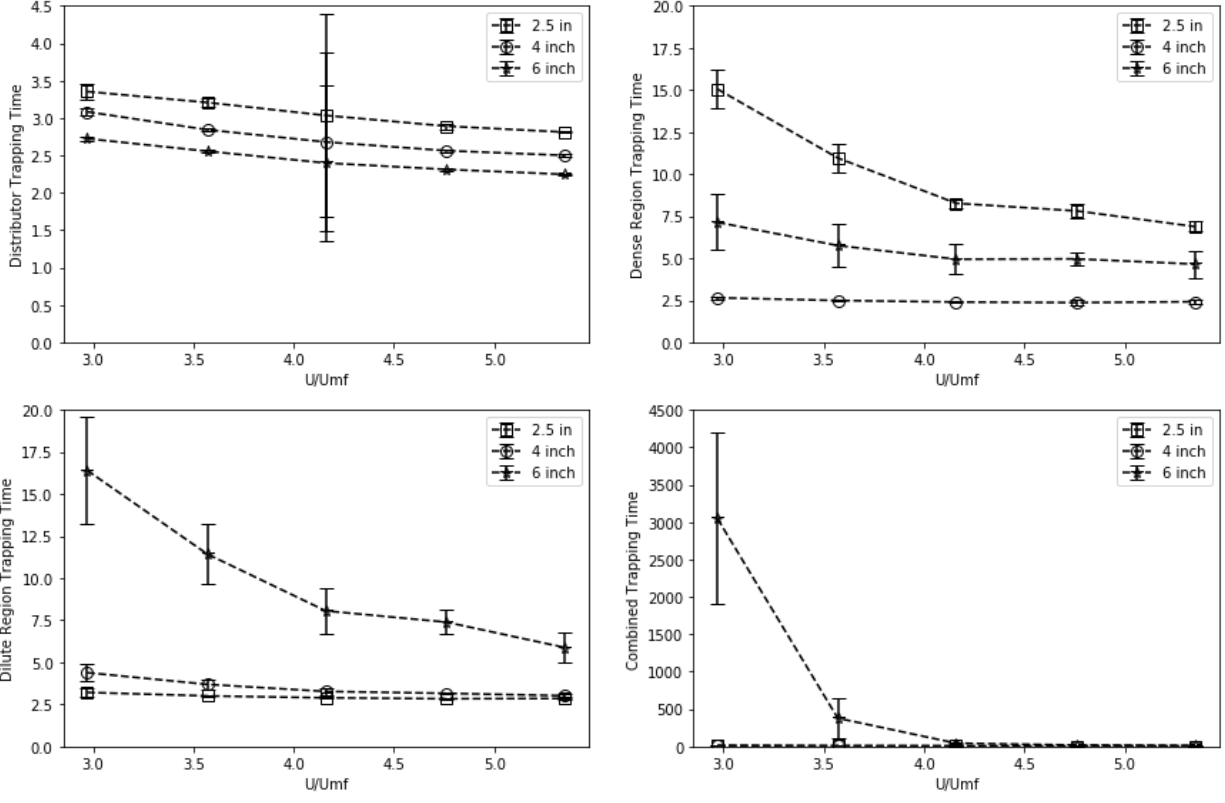 4.5
4.0
3.5
3.0
2.5
2.0
1.5
1.0
0.5
0.0
Distributor Trapping Time
2.5 in
4 inch
6 inch
3.0 3.5 4.0 4.5 5.0
U/Umf
20.0
17.5
15.0
12.5
10.0
7.5
5.0
2.5
0.0
Dense Region Trapping Time
2.5 in
4 inch
6 inch
3.0 3.5 4.0 4.5 5.0
U/Umf
20.0
17.5
15.0
12.5
10.0
7.5
5.0
2.5
0.0
Dilute Region Trapping Time
2.5 in
4 inch
6 inch
3.0 3.5 4.0 4.5 5.0
U/Umf
4500
4000
3500
3000
2500
2000
1500
1000
500
0
Combined Trapping Time
2.5 in
4 inch
6 inch
3.0 3.5 4.0 4.5 5.0
U/Umf